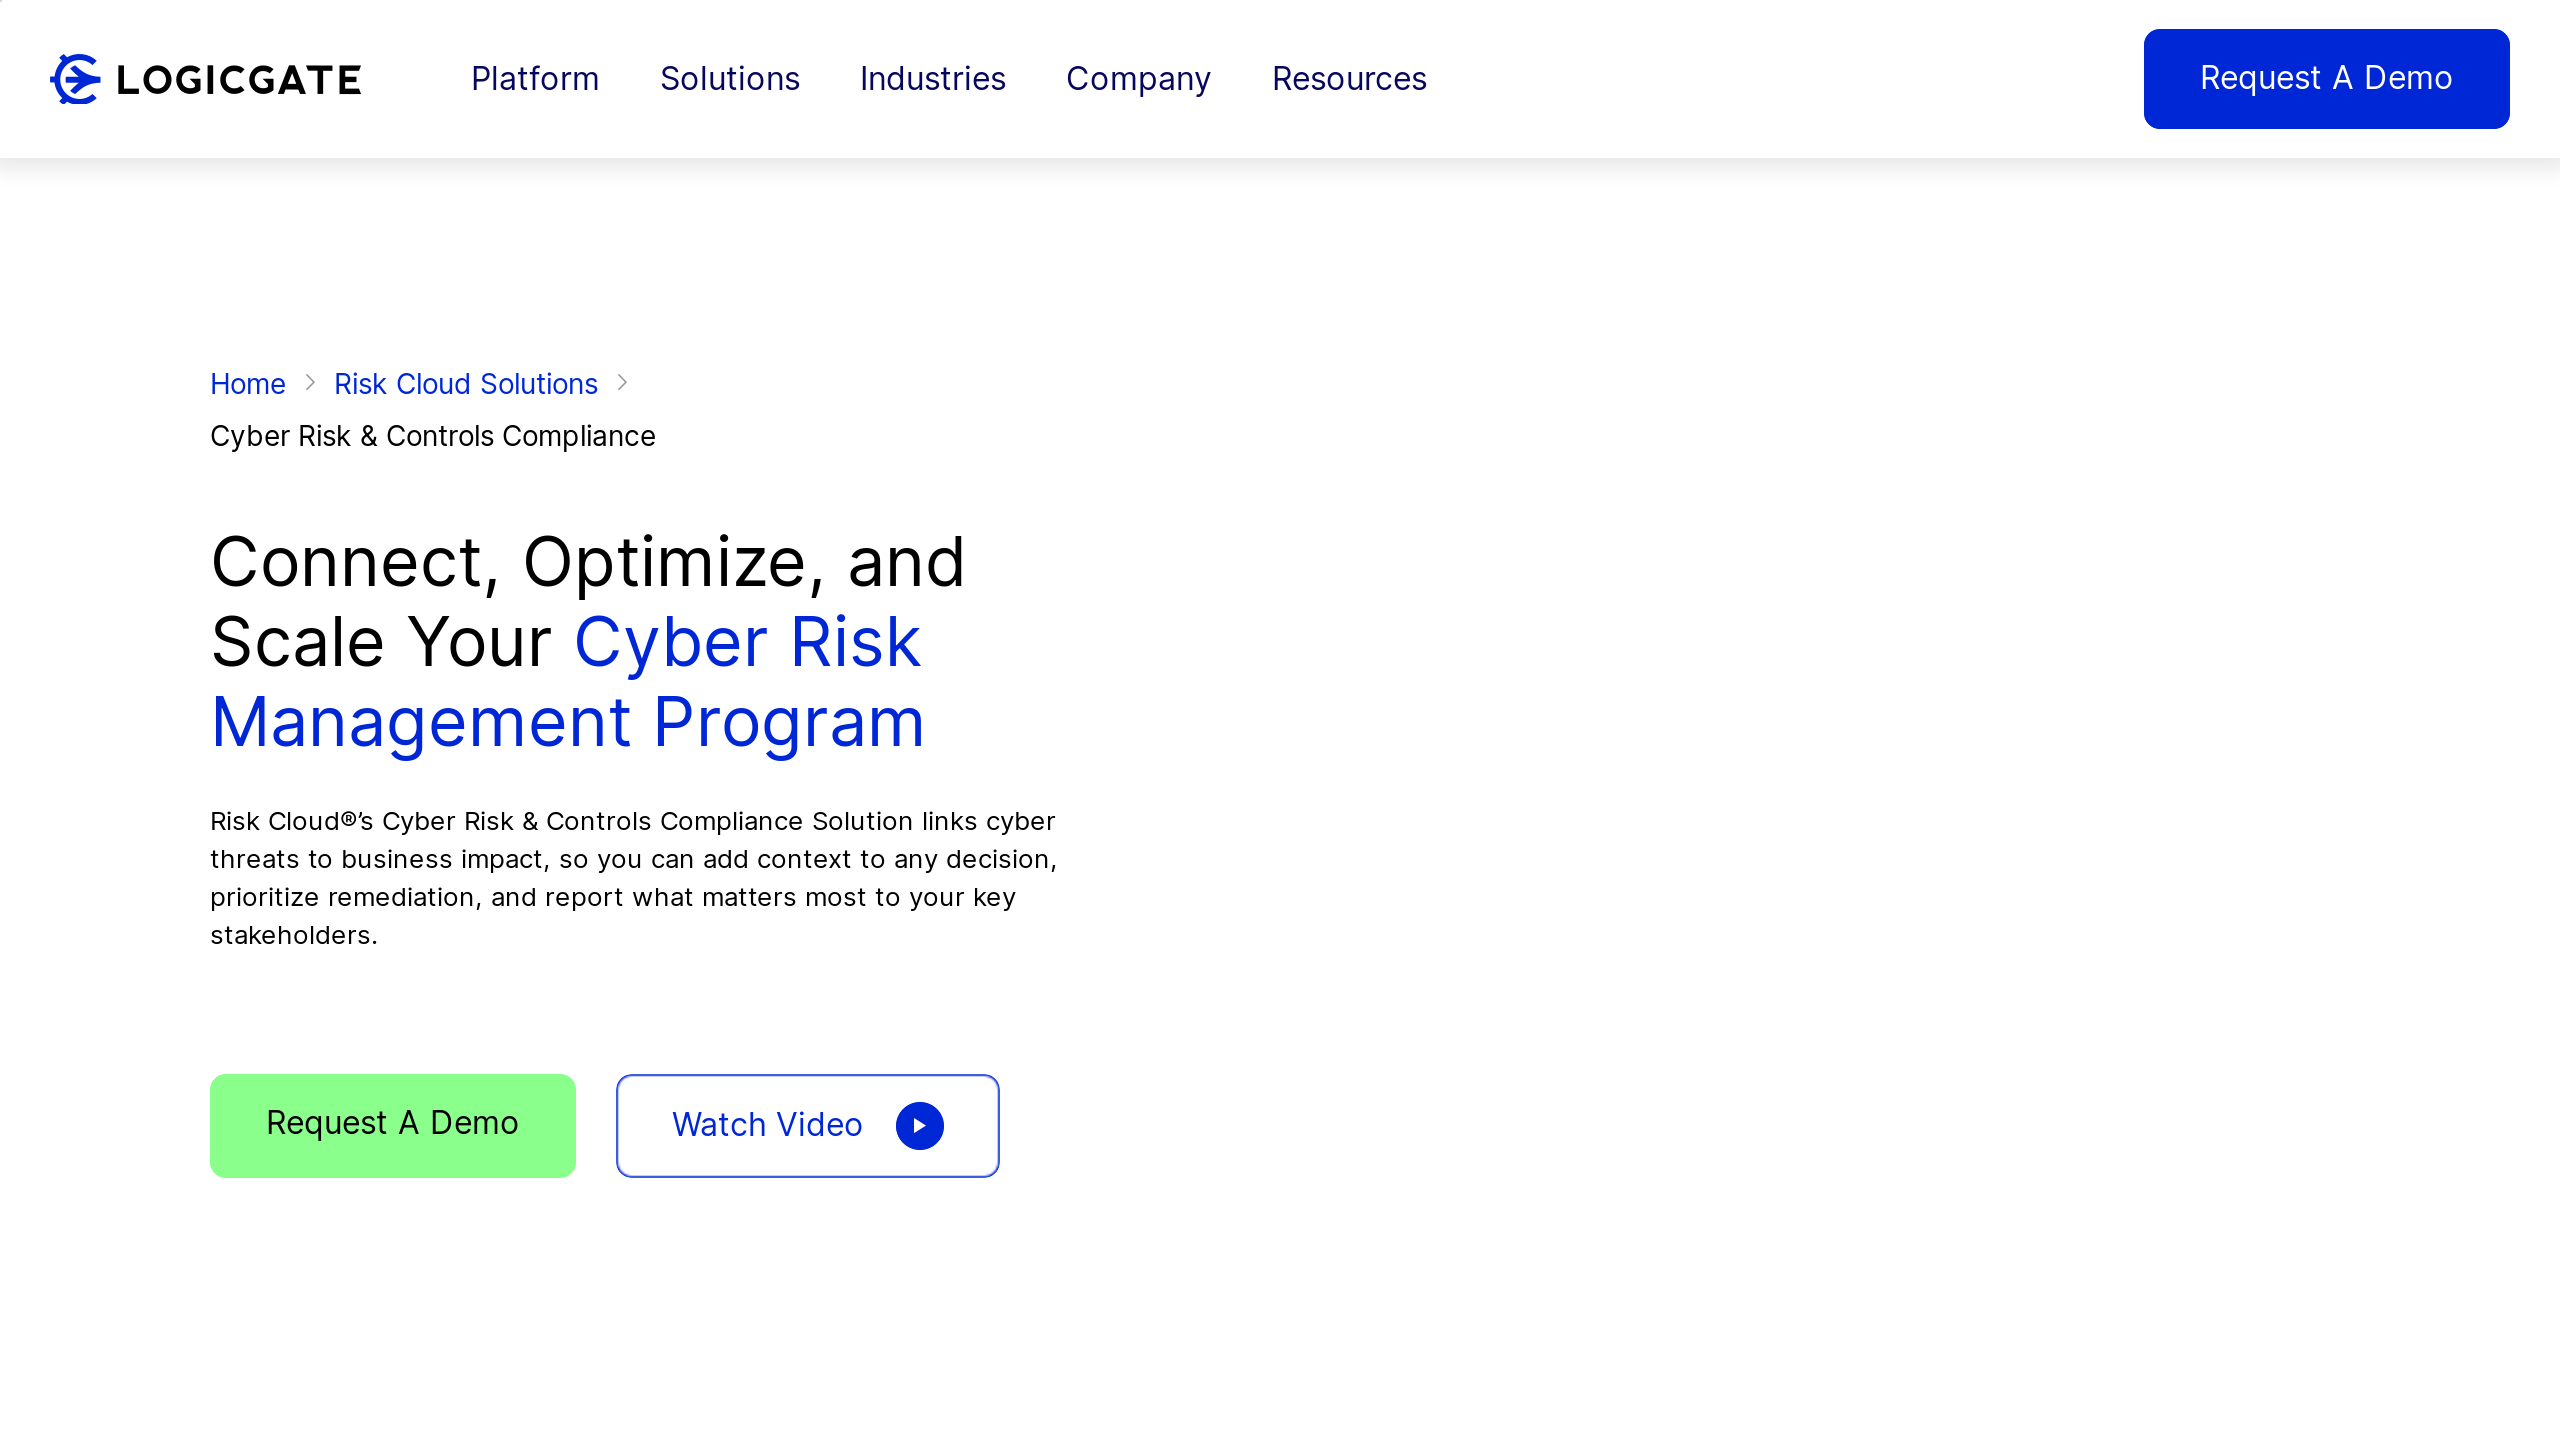 LOGICGATE
Platform
Solutions
Industries
Company
Resources
Request A Demo
Home
Risk Cloud Solutions
Cyber Risk & Controls Compliance
Connect, Optimize, and
Scale Your Cyber Risk
Management Program
Risk Cloud®’s Cyber Risk & Controls Compliance Solution links cyber
threats to business impact, so you can add context to any decision,
prioritize remediation, and report what matters most to your key
stakeholders.
Request A Demo
Watch Video